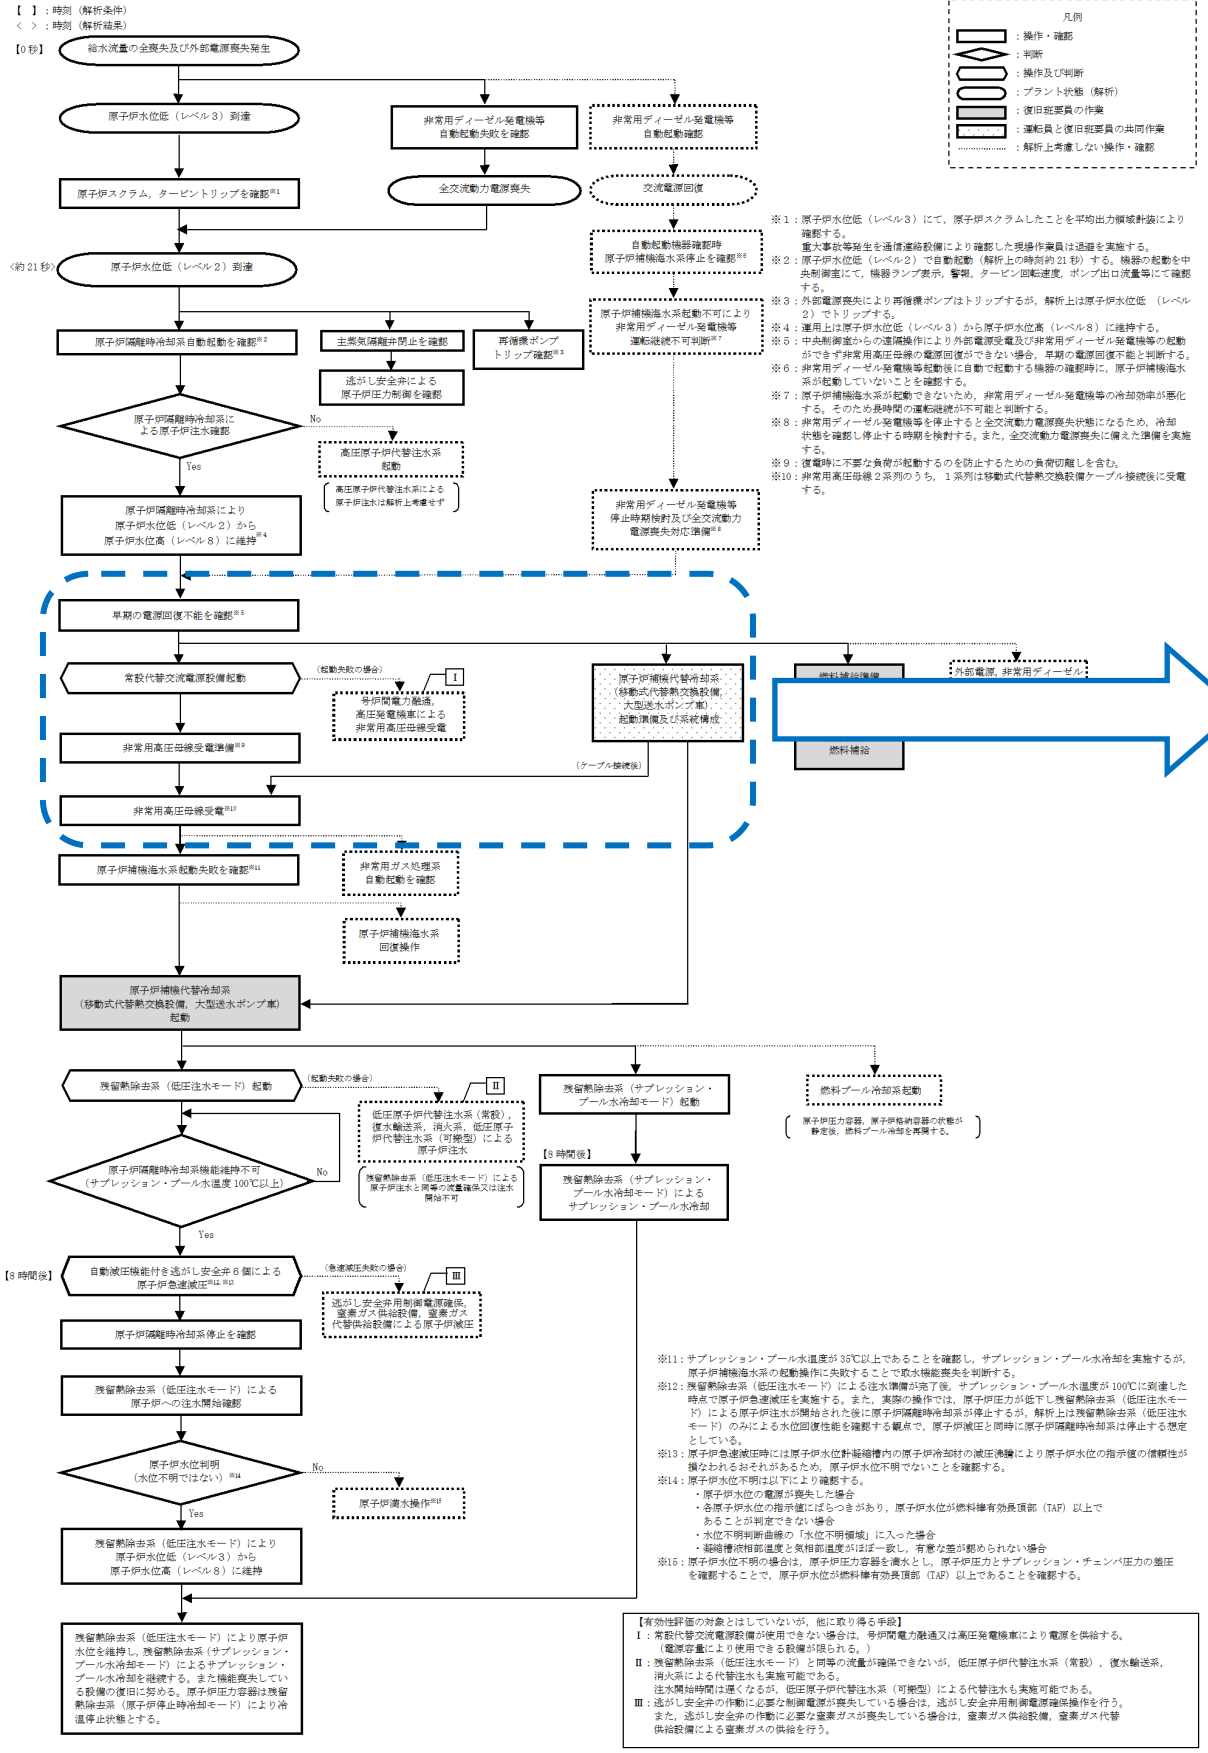 【　】：時刻（解析条件）
＜　＞：時刻（解析結果）
【0秒】
給水流量の全喪失及び外部電源喪失発生
原子炉水位低（レベル3）到達
非常用ディーゼル発電機等
自動起動失敗を確認
非常用ディーゼル発電機等
自動起動確認
原子炉スクラム，タービントリップを確認※1
全交流動力電源喪失
交流電源回復
自動起動機器確認時
原子炉補機海水系停止を確認※6
<約21秒>
原子炉水位低（レベル2）到達
原子炉補機海水系起動不可により
非常用ディーゼル発電機等
運転継続不可判断※7
原子炉隔離時冷却系自動起動を確認※2
主蒸気隔離弁閉止を確認
再循環ポンプ
トリップ確認※3
逃がし安全弁による
原子炉圧力制御を確認
原子炉隔離時冷却系に
よる原子炉注水確認
No
Yes
高圧原子炉代替注水系
起動
高圧原子炉代替注水系による
原子炉注水は解析上考慮せず
原子炉隔離時冷却系により
原子炉水位低（レベル2）から
原子炉水位高（レベル8）に維持※4
非常用ディーゼル発電機等
停止時期検討及び全交流動力
電源喪失対応準備※8
早期の電源回復不能を確認※5
常設代替交流電源設備起動
（起動失敗の場合）
Ⅰ
号炉間電力融通，
高圧発電機車による
非常用高圧母線受電
原子炉補機代替冷却系
（移動式代替熱交換設備，
大型送水ポンプ車）
起動準備及び系統構成
燃料補給準備
外部電源，非常用ディーゼル
燃料補給
非常用高圧母線受電準備※9
（ケーブル接続後）
非常用高圧母線受電※10
原子炉補機海水系起動失敗を確認※11
非常用ガス処理系
自動起動を確認
原子炉補機海水系
回復操作
原子炉補機代替冷却系
（移動式代替熱交換設備，大型送水ポンプ車）
起動
残留熱除去系（低圧注水モード）起動
（起動失敗の場合）
Ⅱ
低圧原子炉代替注水系（常設），
復水輸送系，消火系，低圧原子
炉代替注水系（可搬型）による
原子炉注水
残留熱除去系（低圧注水モード）による
原子炉注水と同等の流量確保又は注水
開始不可
残留熱除去系（サプレッション・
プール水冷却モード）起動
燃料プール冷却系起動
原子炉圧力容器，原子炉格納容器の状態が
静定後，燃料プール冷却を再開する。
原子炉隔離時冷却系機能維持不可
（サプレッション・プール水温度100℃以上）
No
Yes
【8時間後】
残留熱除去系（サプレッション・
プール水冷却モード）による
サプレッション・プール水冷却
【8時間後】
自動減圧機能付き逃がし安全弁6個による
原子炉急速減圧※12，※13
（急速減圧失敗の場合）
Ⅲ
逃がし安全弁用制御電源確保，
窒素ガス供給設備，窒素ガス
代替供給設備による原子炉減圧
原子炉隔離時冷却系停止を確認
残留熱除去系（低圧注水モード）による
原子炉への注水開始確認
原子炉水位判明
（水位不明ではない）※14
No
Yes
原子炉満水操作※15
残留熱除去系（低圧注水モード）により
原子炉水位低（レベル3）から
原子炉水位高（レベル8）に維持
残留熱除去系（低圧注水モード）により原子炉
水位を維持し，残留熱除去系（サプレッション・
プール水冷却モード）によるサプレッション・
プール水冷却を継続する。また機能喪失してい
る設備の復旧に努める。原子炉圧力容器は残留
熱除去系（原子炉停止時冷却モード）により冷
温停止状態とする。
凡例
：操作・確認
：判断
：操作及び判断
：プラント状態（解析）
：復旧班要員の作業
：運転員と復旧班要員の共同作業
：解析上考慮しない操作・確認
※1：原子炉水位低（レベル3）にて，原子炉スクラムしたことを平均出力領域計装により
確認する。
重大事故等発生を通信連絡設備により確認した現場作業員は退避を実施する。
※2：原子炉水位低（レベル2）で自動起動（解析上の時刻約21秒）する。機器の起動を中
央制御室にて，機器ランプ表示，警報，タービン回転速度，ポンプ出口流量等にて確認
する。
※3：外部電源喪失により再循環ポンプはトリップするが，解析上は原子炉水位低　（レベル
2）でトリップする。
※4：運用上は原子炉水位低（レベル3）から原子炉水位高（レベル8）に維持する。
※5：中央制御室からの遠隔操作により外部電源受電及び非常用ディーゼル発電機等の起動
ができず非常用高圧母線の電源回復ができない場合，早期の電源回復不能と判断する。
※6：非常用ディーゼル発電機等起動後に自動で起動する機器の確認時に，原子炉補機海水
系が起動していないことを確認する。
※7：原子炉補機海水系が起動できないため，非常用ディーゼル発電機等の冷却効率が悪化
する。そのため長時間の運転継続が不可能と判断する。
※8：非常用ディーゼル発電機等を停止すると全交流動力電源喪失状態になるため，冷却
状態を確認し停止する時期を検討する。また，全交流動力電源喪失に備えた準備を実施
する。
※9：復電時に不要な負荷が起動するのを防止するための負荷切離しを含む。
※10：非常用高圧母線2系列のうち，1系列は移動式代替熱交換設備ケーブル接続後に受電
する。
※11：サプレッション・プール水温度が35℃以上であることを確認し，サプレッション・プール水冷却を実施するが，
原子炉補機海水系の起動操作に失敗することで取水機能喪失を判断する。
※12：残留熱除去系（低圧注水モード）による注水準備が完了後，サプレッション・プール水温度が100℃に到達した
時点で原子炉急速減圧を実施する。また，実際の操作では，原子炉圧力が低下し残留熱除去系（低圧注水モー
ド）による原子炉注水が開始された後に原子炉隔離時冷却系が停止するが，解析上は残留熱除去系（低圧注水
モード）のみによる水位回復性能を確認する観点で，原子炉減圧と同時に原子炉隔離時冷却系は停止する想定
としている。
※13：原子炉急速減圧時には原子炉水位計凝縮槽内の原子炉冷却材の減圧沸騰により原子炉水位の指示値の信頼性が
損なわれるおそれがあるため，原子炉水位不明でないことを確認する。
※14：原子炉水位不明は以下により確認する。
・原子炉水位の電源が喪失した場合
・各原子炉水位の指示値にばらつきがあり，原子炉水位が燃料棒有効長頂部（TAF）以上で
あることが判定できない場合
・水位不明判断曲線の「水位不明領域」に入った場合
・凝縮槽液相部温度と気相部温度がほぼ一致し，有意な差が認められない場合
※15：原子炉水位不明の場合は，原子炉圧力容器を満水とし，原子炉圧力とサプレッション・チェンバ圧力の差圧
を確認することで，原子炉水位が燃料棒有効長頂部（TAF）以上であることを確認する。
【有効性評価の対象とはしていないが，他に取り得る手段】
Ⅰ：常設代替交流電源設備が使用できない場合は，号炉間電力融通又は高圧発電機車により電源を供給する。
（電源容量により使用できる設備が限られる。）
Ⅱ：残留熱除去系（低圧注水モード）と同等の流量が確保できないが，低圧原子炉代替注水系（常設），復水輸送系，
消火系による代替注水も実施可能である。
注水開始時間は遅くなるが，低圧原子炉代替注水系（可搬型）による代替注水も実施可能である。
Ⅲ：逃がし安全弁の作動に必要な制御電源が喪失している場合は，逃がし安全弁用制御電源確保操作を行う。
また，逃がし安全弁の作動に必要な窒素ガスが喪失している場合は，窒素ガス供給設備，窒素ガス代替
供給設備による窒素ガスの供給を行う。